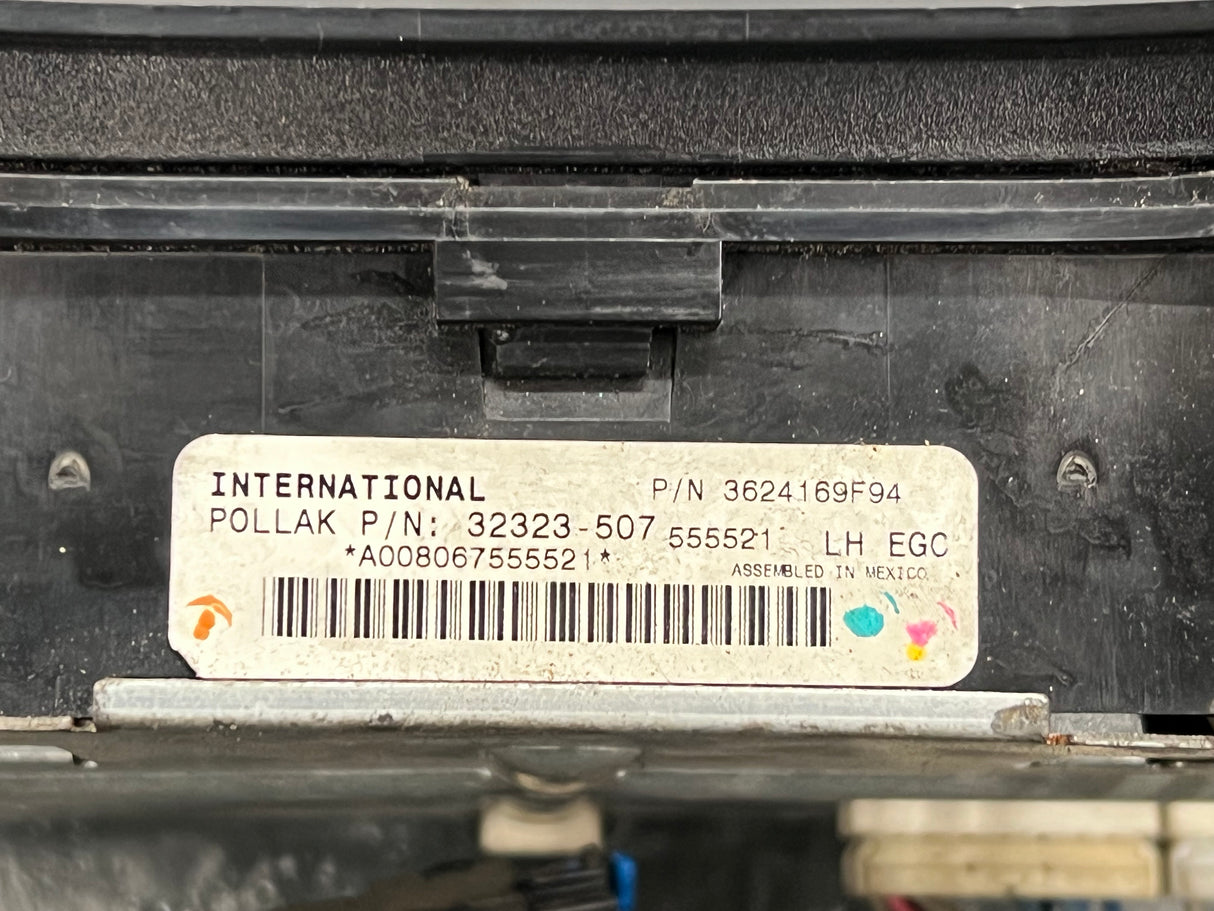 INTERNATIONAL P/N 3624169F94
POLLAK P/N: 32323-507 555521 LH EGC
*A008067555521* ASSEMBLED IN MEXICO